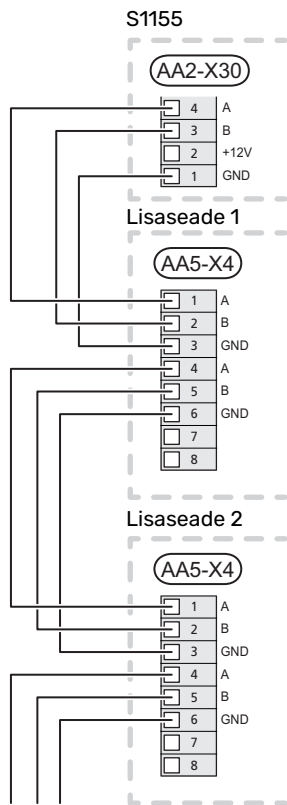 S1155
AA2-X30
4 A
3 B
2 +12V
1 GND
Lisaseade 1
AA5-X4
1 A
2 B
3 GND
4 A
5 B
6 GND
7
8
Lisaseade 2
AA5-X4
1 A
2 B
3 GND
4 A
5 B
6 GND
7
8